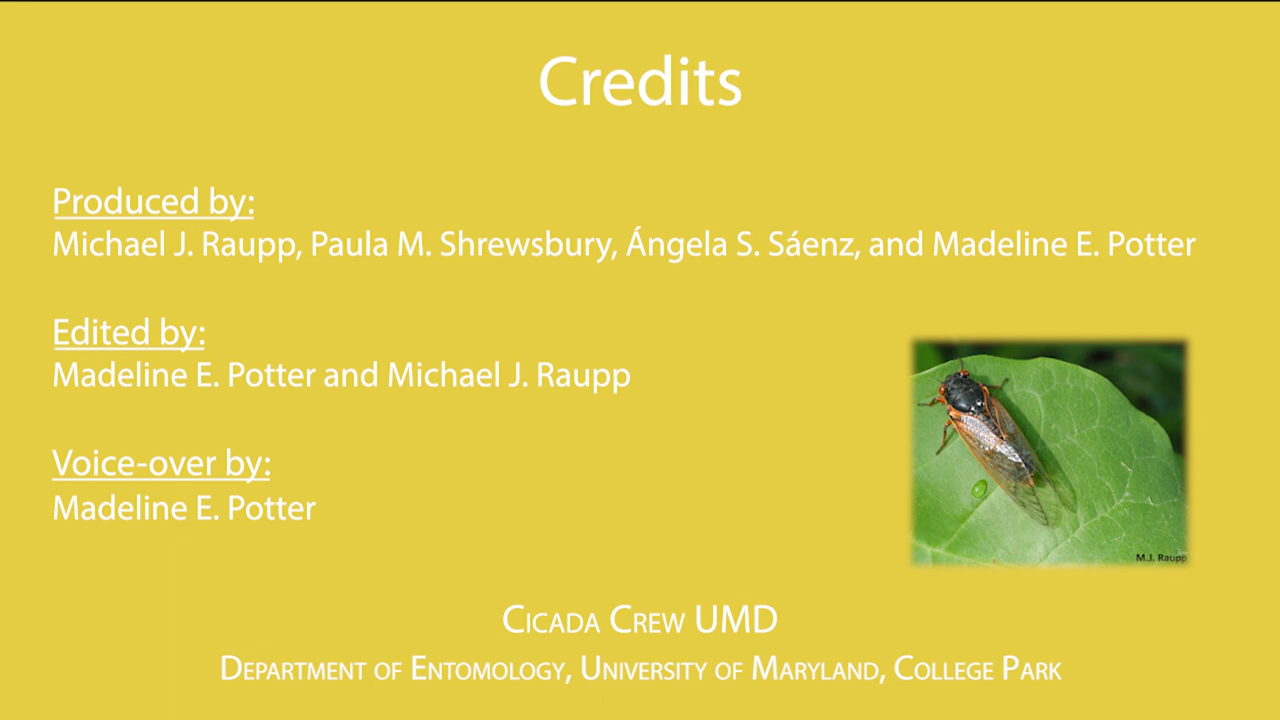 Credits
Produced by:
Michael J. Raupp, Paula M. Shrewsbury, Ángela S. Sáenz, and Madeline E. Potter
Edited by:
Madeline E. Potter and Michael J. Raupp
Voice-over by:
Madeline E. Potter
M.J. Raupp
Cicada Crew UMD
Department of Entomology, University of Maryland, College Park